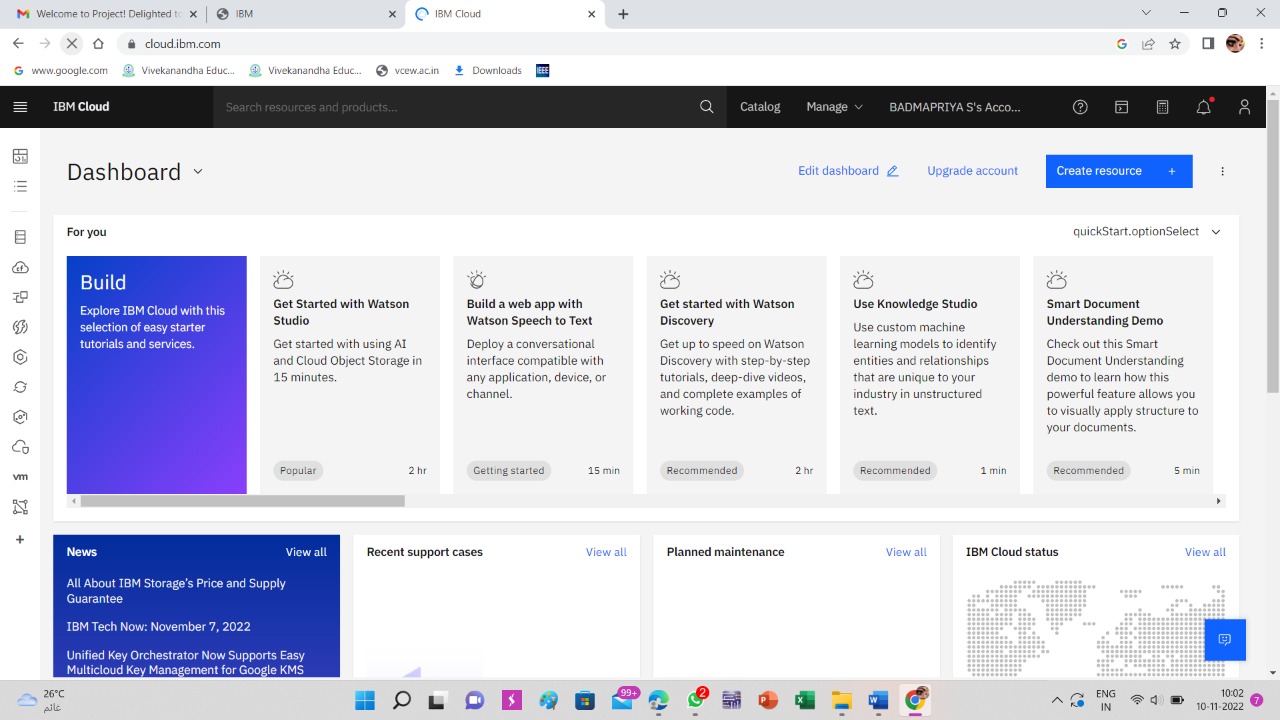 Welcome to Project! Delighted to
IBM
IBM Cloud
cloud.ibm.com
www.google.com
Vivekanandha Educ...
Vivekanandha Educ...
vcew.ac.in
Downloads
IEEE
IBM Cloud
Search resources and products...
Catalog
Manage
BADMAPRIYA S's Acco...
Dashboard
Edit dashboard
Upgrade account
Create resource +
For you
quickStart.optionSelect
Build
Explore IBM Cloud with this
selection of easy starter
tutorials and services.
Get Started with Watson
Studio
Get started with using AI
and Cloud Object Storage in
15 minutes.
Popular
2 hr
Build a web app with
Watson Speech to Text
Deploy a conversational
interface compatible with
any application, device, or
channel.
Getting started
15 min
Get started with Watson
Discovery
Get up to speed on Watson
Discovery with step-by-step
tutorials, deep-dive videos,
and complete examples of
working code.
Recommended
2 hr
Use Knowledge Studio
Use custom machine
learning models to identify
entities and relationships
that are unique to your
industry in unstructured
text.
Recommended
1 min
Smart Document
Understanding Demo
Check out this Smart
Document Understanding
demo to learn how this
powerful feature allows you
to visually apply structure to
your documents.
Recommended
5 min
vm
News
View all
All About IBM Storage’s Price and Supply
Guarantee
IBM Tech Now: November 7, 2022
Unified Key Orchestrator Now Supports Easy
Multicloud Key Management for Google KMS
Recent support cases
View all
Planned maintenance
View all
IBM Cloud status
View all
26°C
99+
2
ENG
IN
10:02
10-11-2022
7